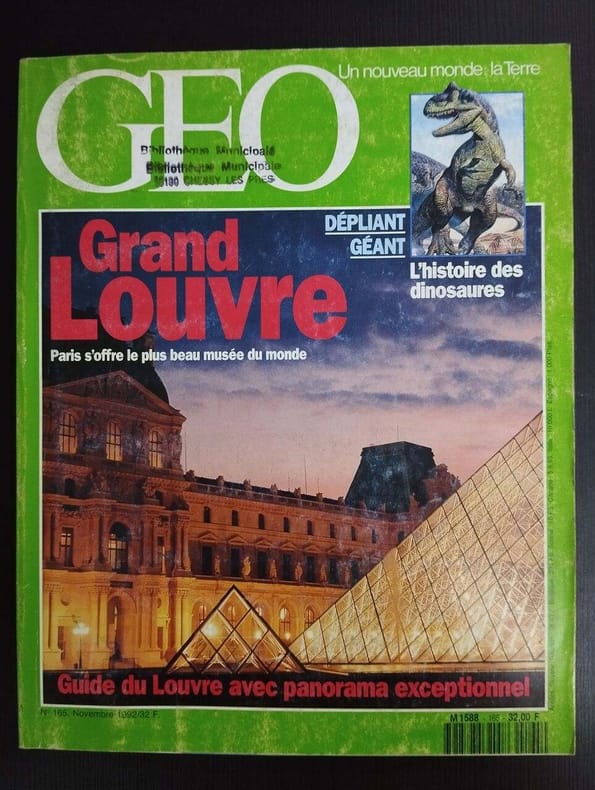 GEO
Un nouveau monde: la Terre
Bibliothèque Municipale
Bibliothèque Municipale
CHESSY LES PRES
DÉPLIANT
GÉANT
L'histoire des
dinosaures
Grand
Louvre
Paris s'offre le plus beau musée du monde
Guide du Louvre avec panorama exceptionnel
N° 165. Novembre 1992/32 F.
M 1588 - 165 - 32,00 F